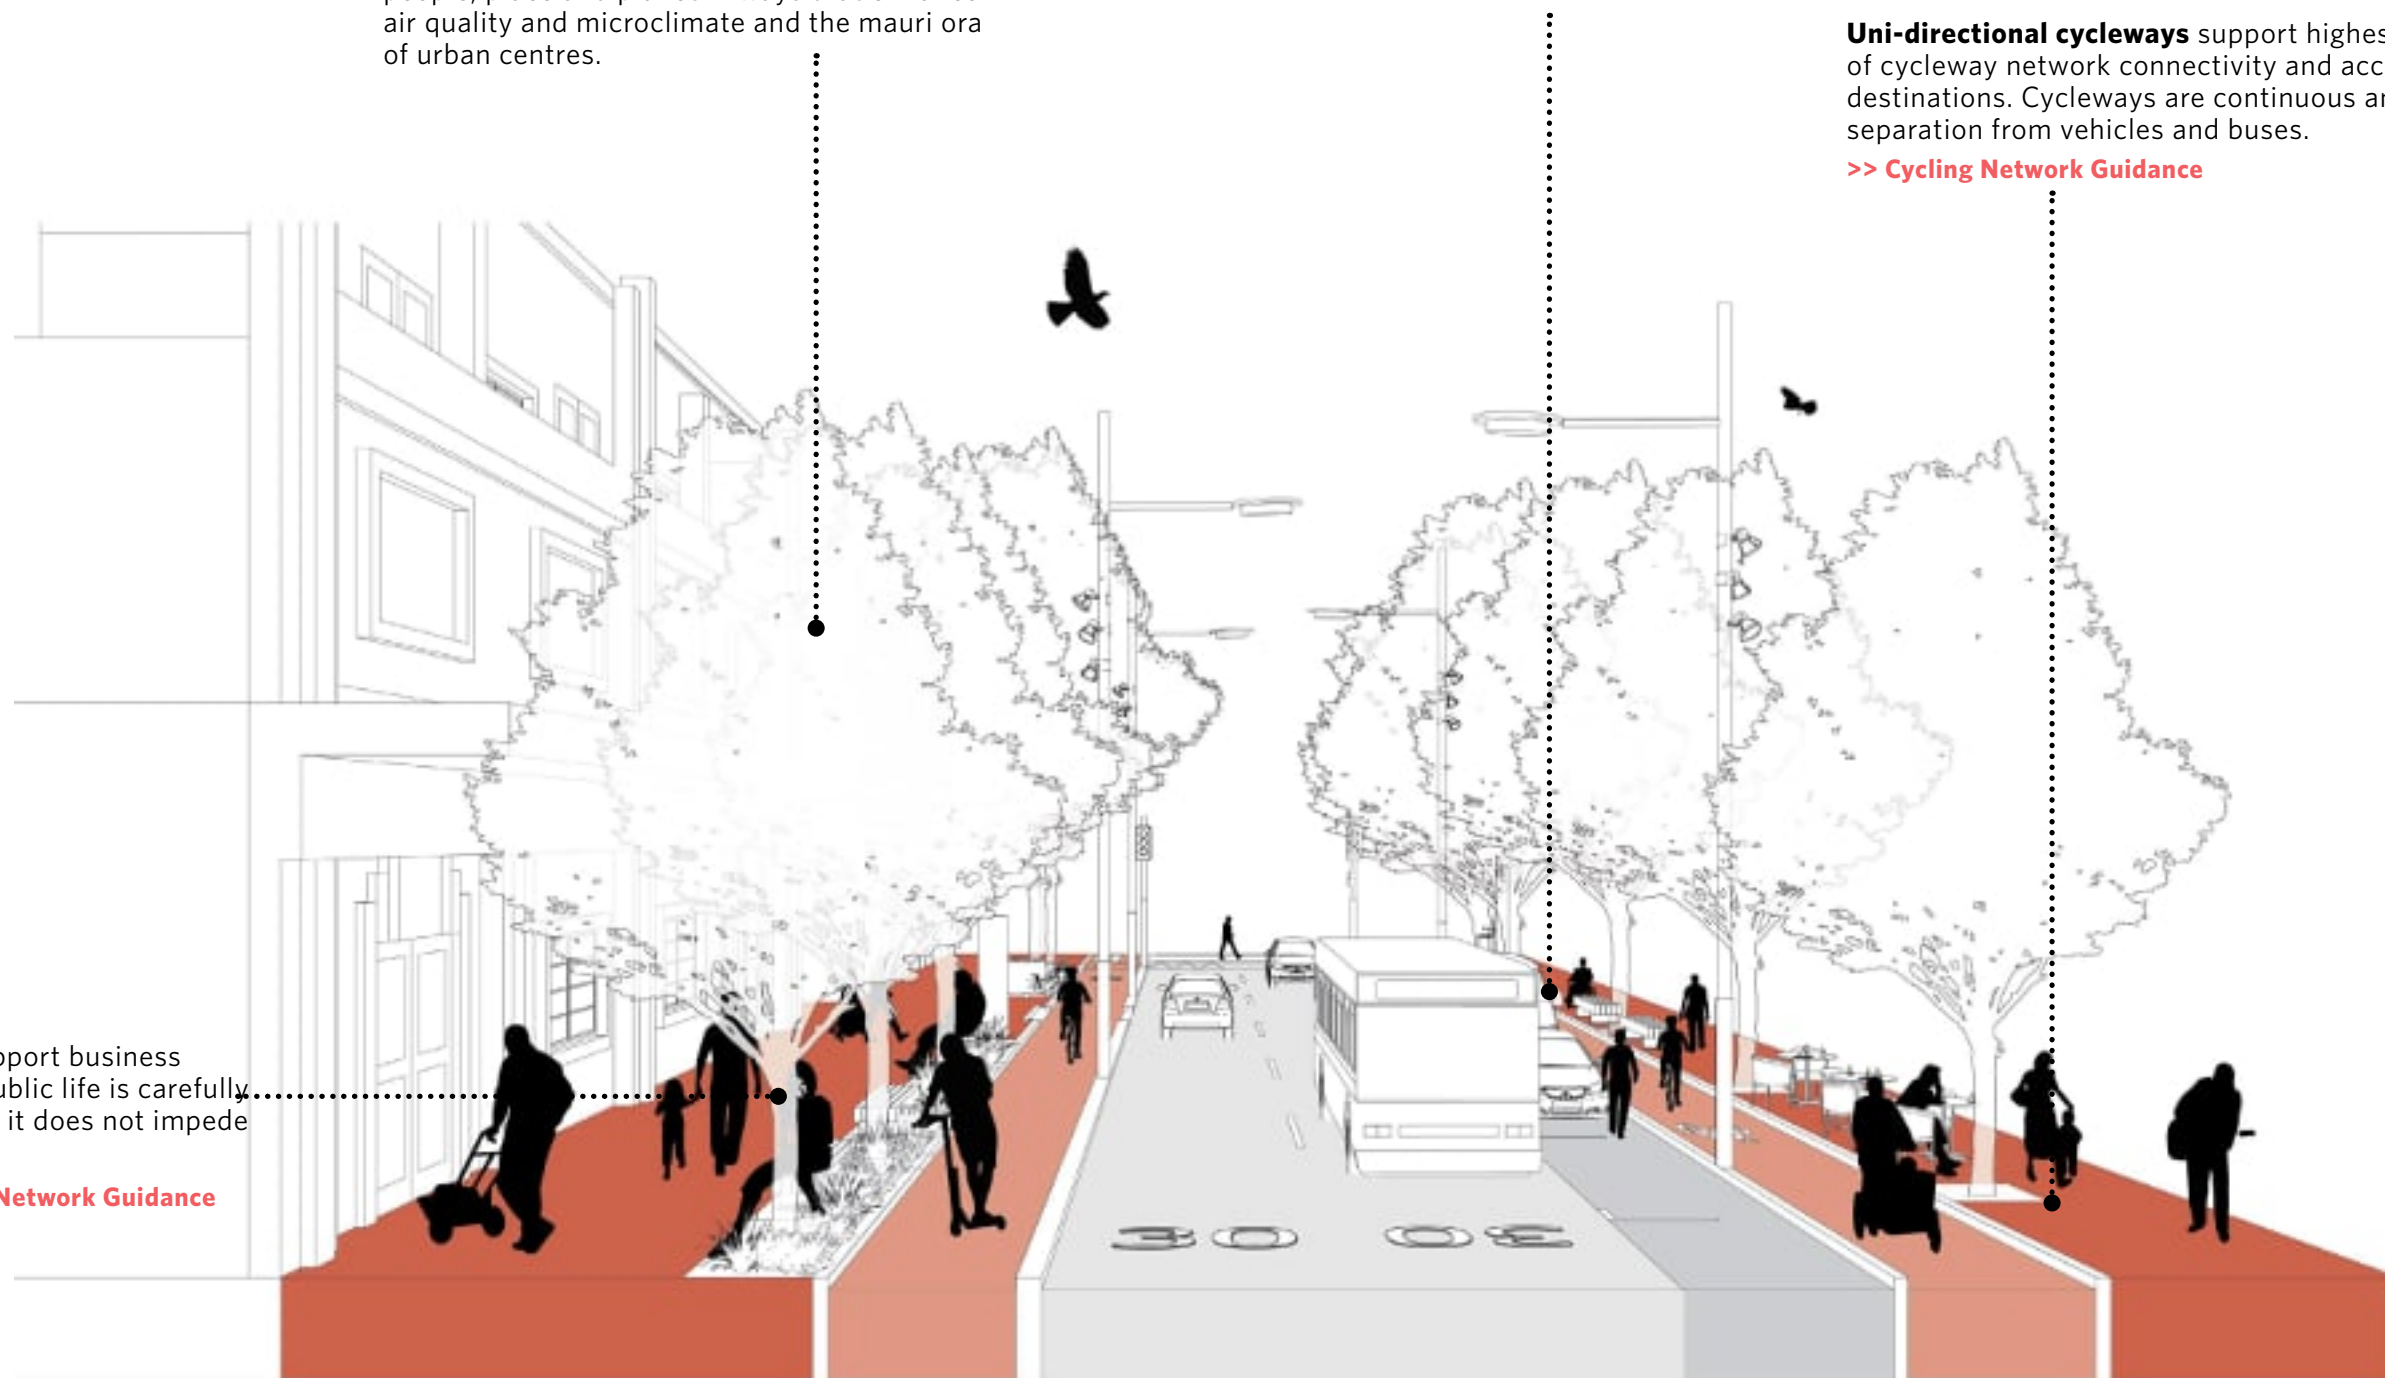 air quality and microclimate and the mauri ora
of urban centres.
Uni-directional cycleways support highes
of cycleway network connectivity and acc
destinations. Cycleways are continuous a
separation from vehicles and buses.
>> Cycling Network Guidance
pport business
ublic life is carefully
it does not impede
Network Guidance
30 30